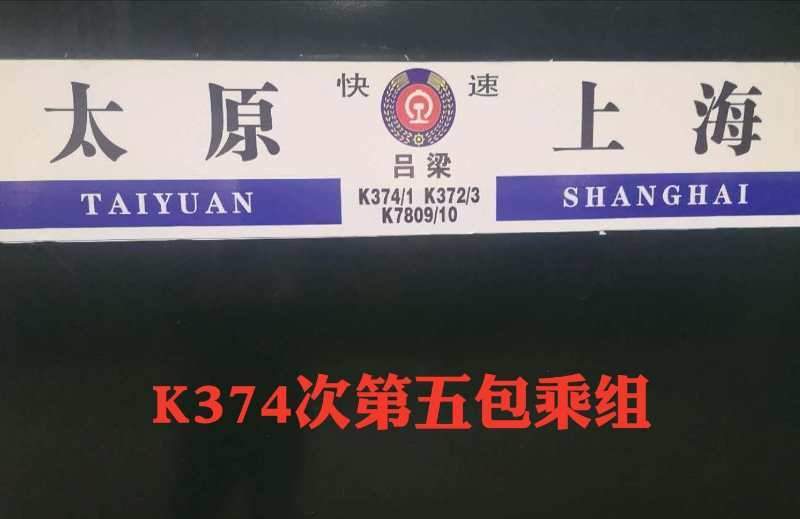 太原 快速 上海
吕梁
TAIYUAN K374/1 K372/3 SHANGHAI
K7809/10
K374次第五包乘组